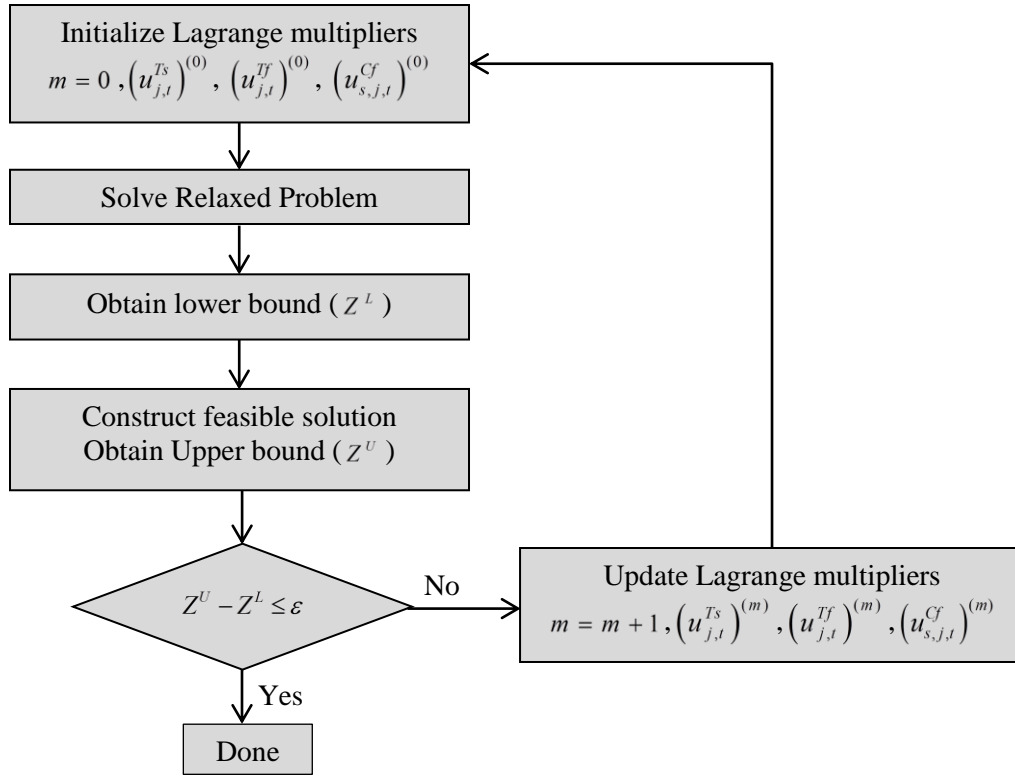 Initialize Lagrange multipliers
m = 0 , (u_{j,t}^{Ts})^{(0)} , (u_{j,t}^{Tf})^{(0)} , (u_{s,j,t}^{Cf})^{(0)}
Solve Relaxed Problem
Obtain lower bound ( Z^L )
Construct feasible solution
Obtain Upper bound ( Z^U )
Z^U − Z^L ≤ ε
No
Update Lagrange multipliers
m = m + 1 , (u_{j,t}^{Ts})^{(m)} , (u_{j,t}^{Tf})^{(m)} , (u_{s,j,t}^{Cf})^{(m)}
Yes
Done